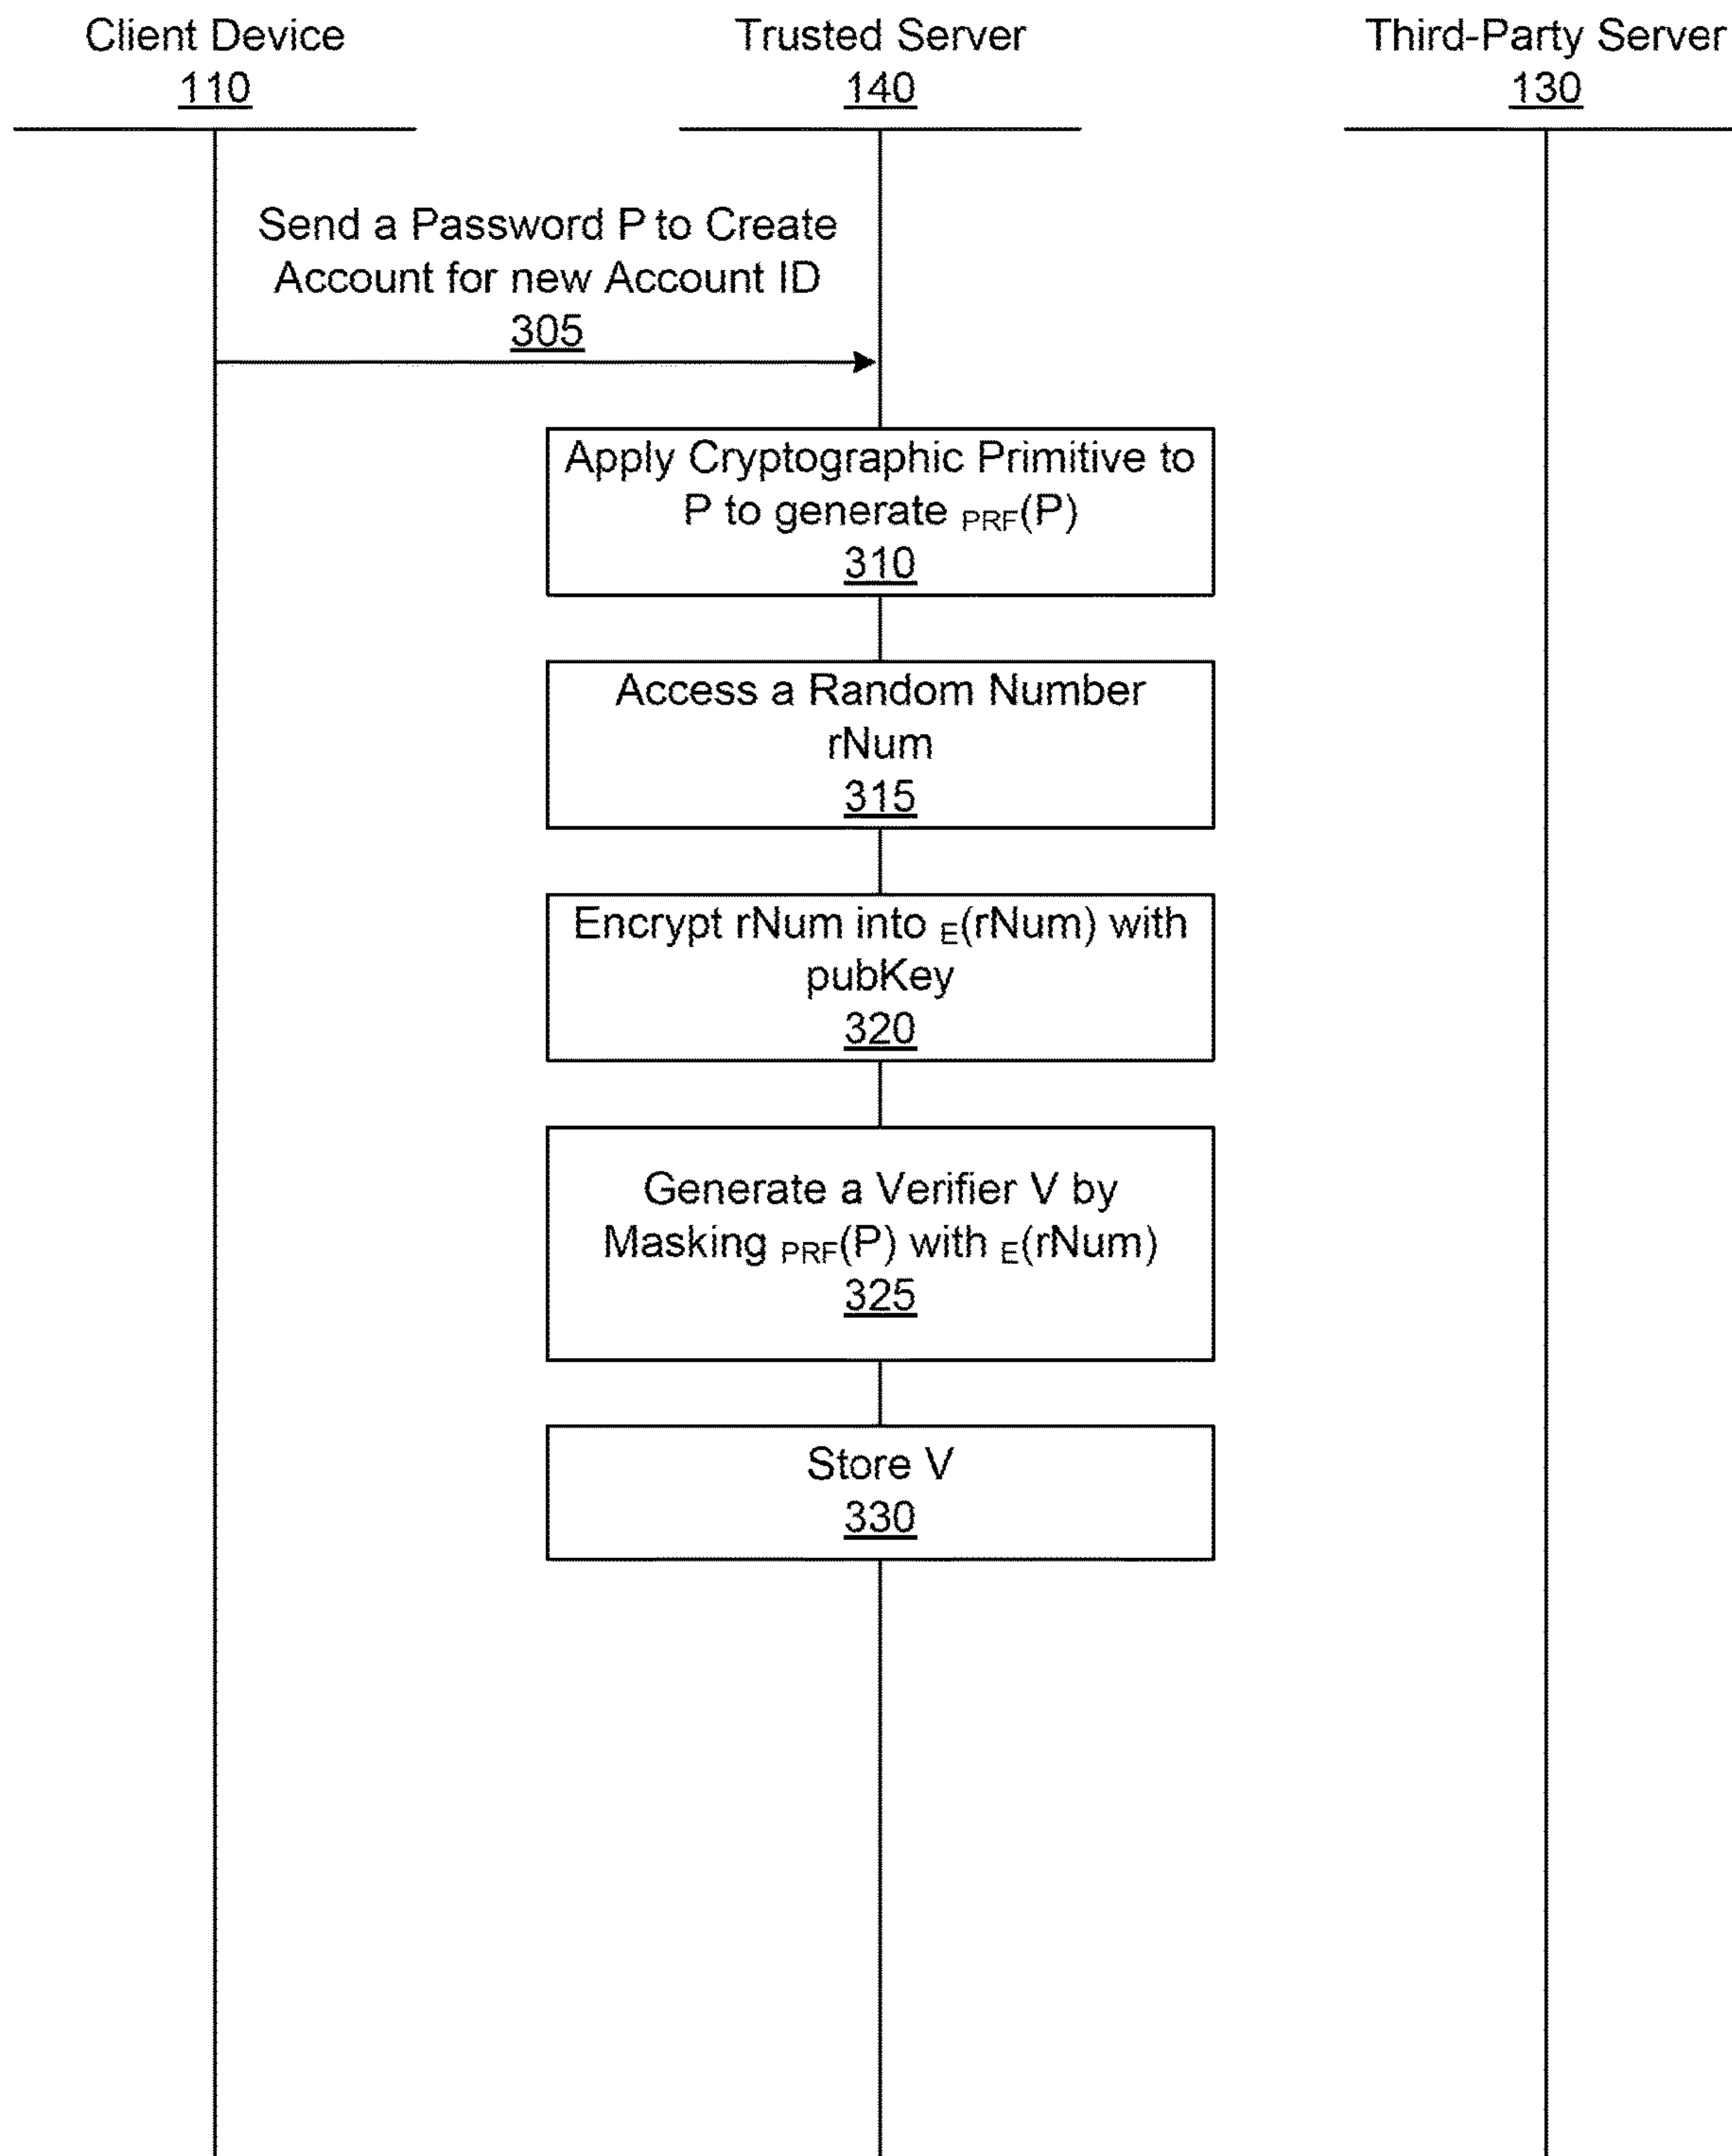 Client Device
110
Trusted Server
140
Third-Party Server
130
Send a Password P to Create
Account for new Account ID
305
Apply Cryptographic Primitive to
P to generate PRF(P)
310
Access a Random Number
rNum
315
Encrypt rNum into E(rNum) with
pubKey
320
Generate a Verifier V by
Masking PRF(P) with E(rNum)
325
Store V
330